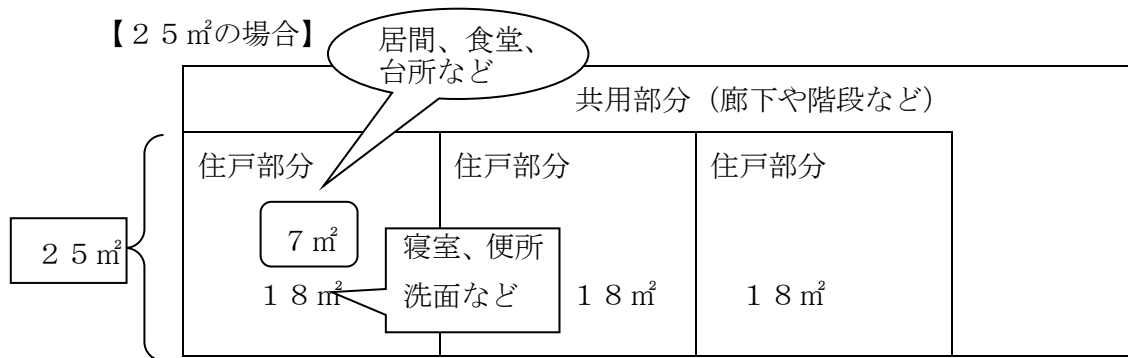 【２５㎡の場合】
居間、食堂、
台所など
共用部分（廊下や階段など）
住戸部分
住戸部分
住戸部分
２５㎡
７㎡
寝室、便所
洗面など
１８㎡
１８㎡
１８㎡